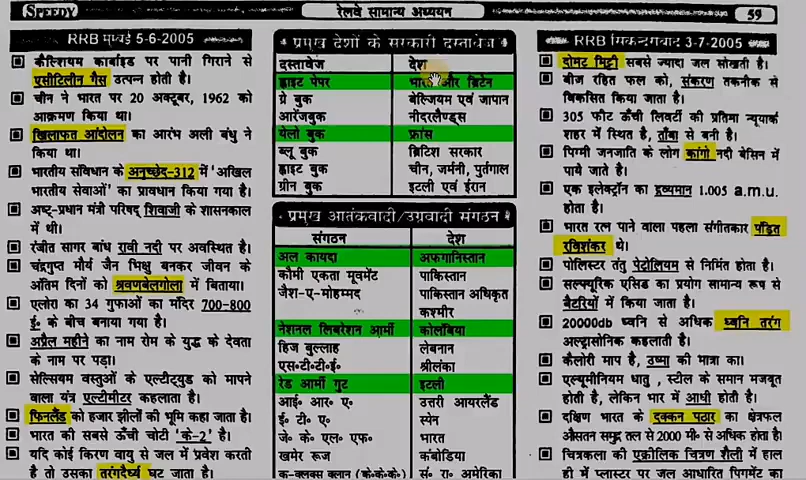 SPEEDY
रेलवे सामान्य अध्ययन
59
RRB मुम्बई 5-6-2005
कैल्शियम कार्बाइड पर पानी गिराने से
एसीटिलीन गैस उत्पन्न होती है।
चीन ने भारत पर 20 अक्टूबर, 1962 को
आक्रमण किया था।
खिलाफत आंदोलन का आरंभ अली बंधु ने
किया था।
भारतीय संविधान के अनुच्छेद-312 में 'अखिल
भारतीय सेवाओं' का प्रावधान किया गया है।
अष्ट-प्रधान मंत्री परिषद् शिवाजी के शासनकाल
में थी।
रंजीत सागर बांध रावी नदी पर अवस्थित है।
चंद्रगुप्त मौर्य जैन भिक्षु बनकर जीवन के
अंतिम दिनों को श्रवणबेलगोला में बिताया।
एलोरा का 34 गुफाओं का मंदिर 700-800
ई॰ के बीच बनाया गया है।
अप्रैल महीने का नाम रोम के युद्ध के देवता
के नाम पर पड़ा।
सेल्सियम वस्तुओं के एल्टीट्युड को मापने
वाला यंत्र एल्टीमीटर कहलाता है।
फिनलैंड को हजार झीलों की भूमि कहा जाता है।
भारत की सबसे ऊँची चोटी 'के-2' है।
यदि कोई किरण वायु से जल में प्रवेश करती
है तो उसका तरंगदैर्ध्य घट जाता है।
प्रमुख देशों के सरकारी दस्तावेज
दस्तावेज देश
ह्वाइट पेपर भारत और ब्रिटेन
ग्रे बुक बेल्जियम एवं जापान
आरेंजबुक नीदरलैण्ड्स
येलो बुक फ्रांस
ब्लू बुक ब्रिटिश सरकार
ह्वाइट बुक चीन, जर्मनी, पुर्तगाल
ग्रीन बुक इटली एवं ईरान
प्रमुख आतंकवादी/उग्रवादी संगठन
संगठन देश
अल कायदा अफगानिस्तान
कौमी एकता मूवमेंट पाकिस्तान
जैश-ए-मोहम्मद पाकिस्तान अधिकृत
कश्मीर
नेशनल लिबरेशन आर्मी कोलंबिया
हिज बुल्लाह लेबनान
एस॰टी॰टी॰ई॰ श्रीलंका
रेड आर्मी गुट इटली
आई॰ आर॰ ए॰ उत्तरी आयरलैंड
ई॰ टी॰ ए॰ स्पेन
जे॰ के॰ एल॰ एफ॰ भारत
खमेर रूज कंबोडिया
क-क्लक्स क्लान (के॰के॰के॰) सं॰ रा॰ अमेरिका
RRB सिकन्दराबाद 3-7-2005
दोमट मिट्टी सबसे ज्यादा जल सोखती है।
बीज रहित फल को, संकरण तकनीक से
विकसित किया जाता है।
305 फीट ऊँची लिबर्टी की प्रतिमा न्यूयार्क
शहर में स्थित है, ताँबा से बनी है।
पिग्मी जनजाति के लोग कांगो नदी बेसिन में
पाये जाते है।
एक इलेक्ट्रॉन का द्रव्यमान 1.005 a.m.u.
होता है।
भारत रत्न पाने वाला पहला संगीतकार पंडित
रविशंकर थे।
पोलिस्टर तंतु पेट्रोलियम से निर्मित होता है।
सल्फ्यूरिक एसिड का प्रयोग सामान्य रूप से
बैटरियों में किया जाता है।
20000db ध्वनि से अधिक ध्वनि तरंग
अल्ट्रासोनिक कहलाती है।
कैलोरी माप है, उष्मा की मात्रा का।
एल्यूमीनियम धातु , स्टील के समान मजबूत
होती है, लेकिन भार में आधी होती है।
दक्षिण भारत के दक्कन पठार का क्षेत्रफल
औसतन समुद्र तल से 2000 मी॰ से अधिक होता है।
चित्रकला की एक्रीलिक चित्रण शैली में हाल
ही में प्लास्टर पर जल आधारित पिगमेंट का